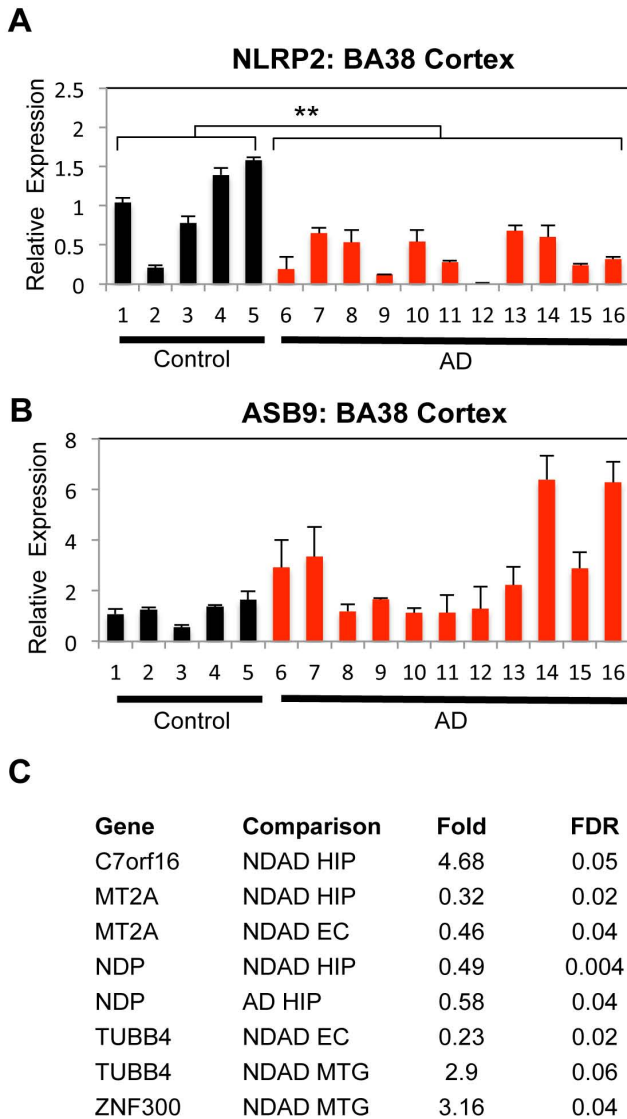 A
NLRP2: BA38 Cortex
Relative Expression
2.5
2
1.5
1
0.5
0
**
1 2 3 4 5 6 7 8 9 10 11 12 13 14 15 16
Control AD
B
ASB9: BA38 Cortex
Relative Expression
8
6
4
2
0
1 2 3 4 5 6 7 8 9 10 11 12 13 14 15 16
Control AD
C
Gene Comparison Fold FDR
C7orf16 NDAD HIP 4.68 0.05
MT2A NDAD HIP 0.32 0.02
MT2A NDAD EC 0.46 0.04
NDP NDAD HIP 0.49 0.004
NDP AD HIP 0.58 0.04
TUBB4 NDAD EC 0.23 0.02
TUBB4 NDAD MTG 2.9 0.06
ZNF300 NDAD MTG 3.16 0.04